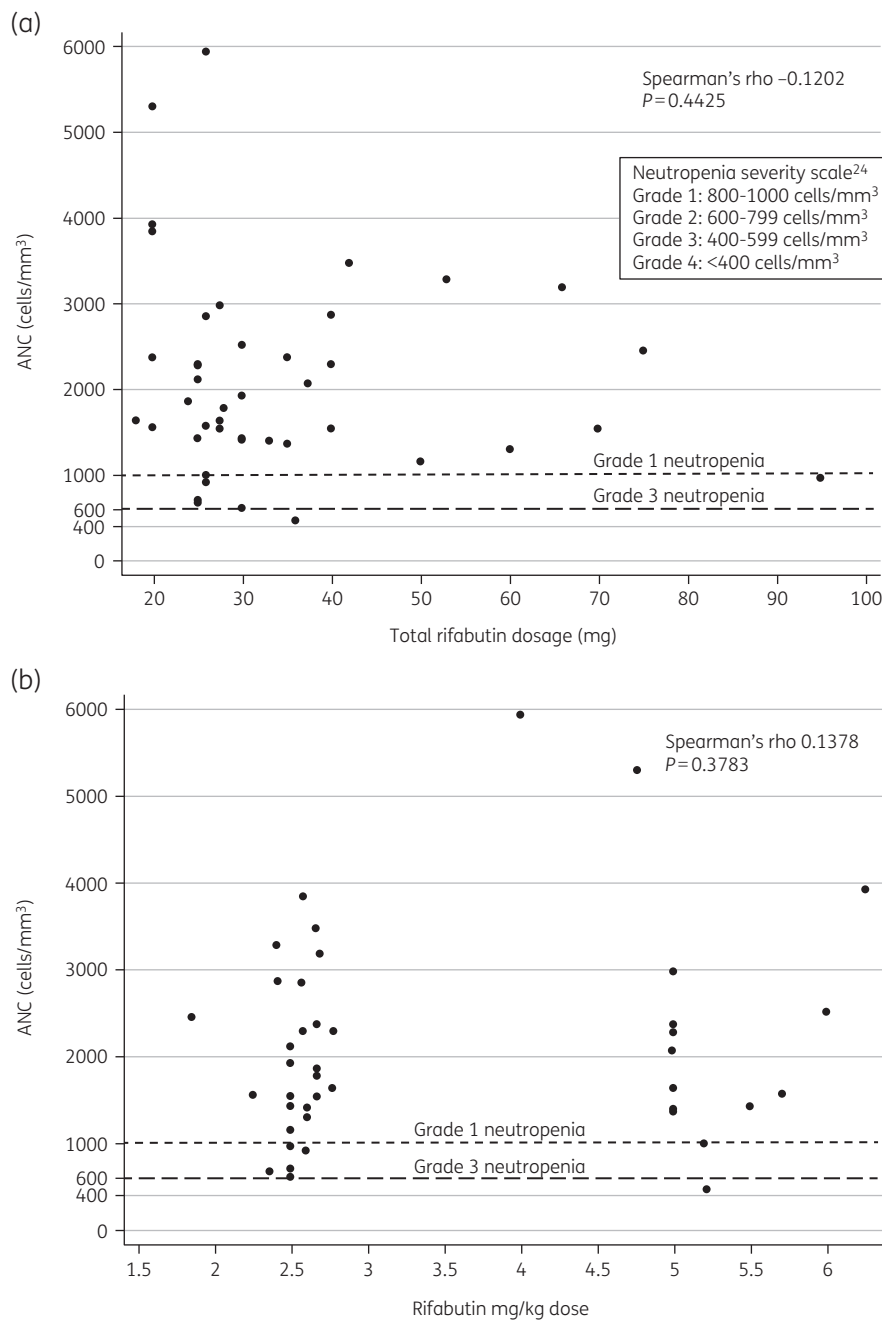 (a)
6000
5000
4000
3000
2000
1000
600
400
0
ANC (cells/mm³)
Spearman's rho –0.1202
P=0.4425
Neutropenia severity scale²⁴
Grade 1: 800-1000 cells/mm³
Grade 2: 600-799 cells/mm³
Grade 3: 400-599 cells/mm³
Grade 4: <400 cells/mm³
Grade 1 neutropenia
Grade 3 neutropenia
20 30 40 50 60 70 80 90 100
Total rifabutin dosage (mg)
(b)
6000
5000
4000
3000
2000
1000
600
400
0
ANC (cells/mm³)
Spearman's rho 0.1378
P=0.3783
Grade 1 neutropenia
Grade 3 neutropenia
1.5 2 2.5 3 3.5 4 4.5 5 5.5 6
Rifabutin mg/kg dose